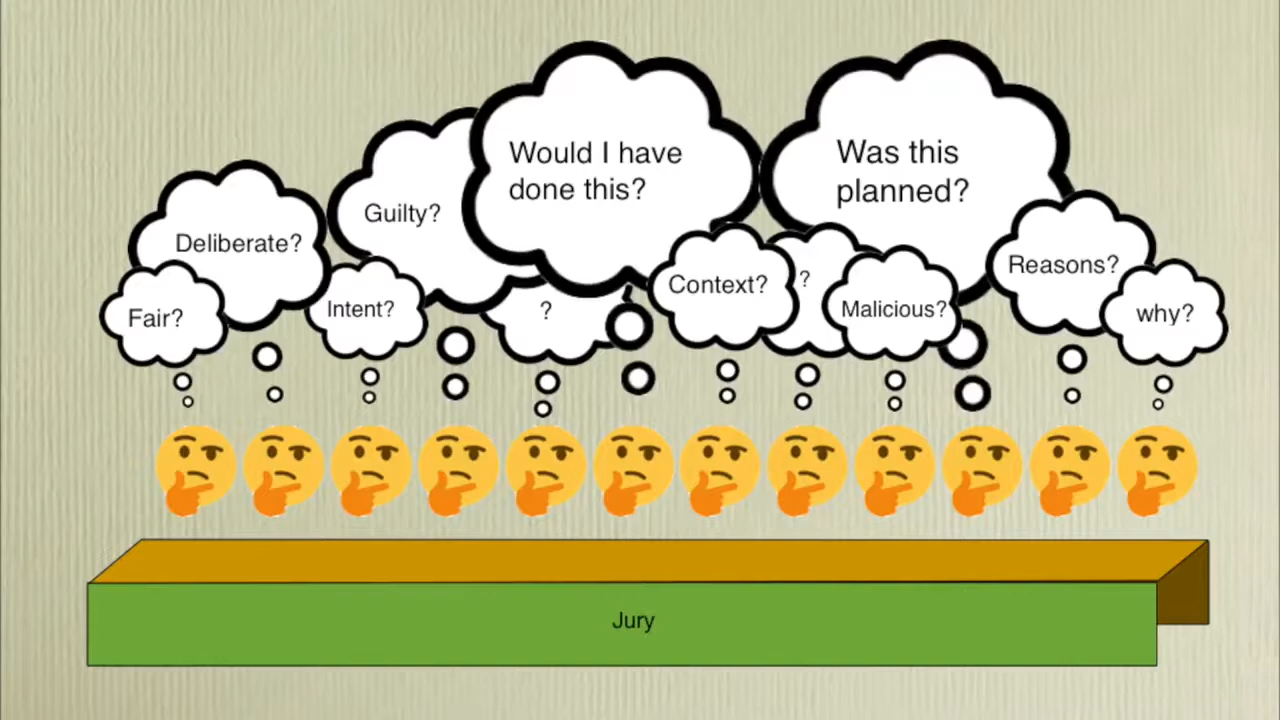 Would I have
done this?
Was this
planned?
Guilty?
Deliberate?
Reasons?
Context?
?
Fair?
Intent?
?
Malicious?
why?
Jury